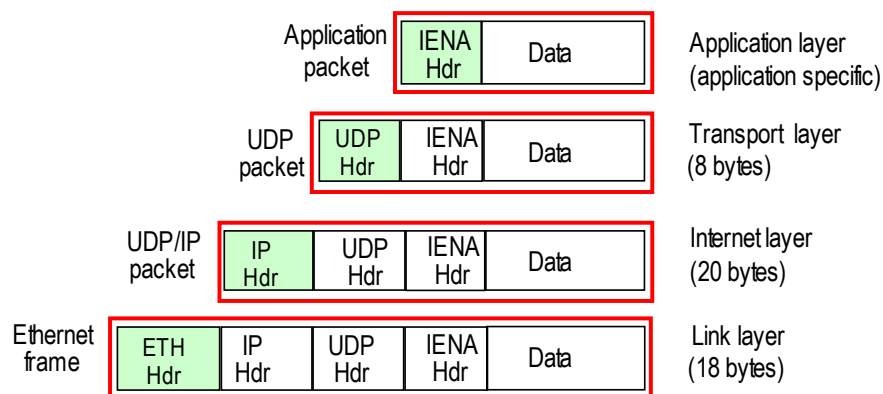 Application
packet
IENA
Hdr
Data
Application layer
(application specific)
UDP
packet
UDP
Hdr
IENA
Hdr
Data
Transport layer
(8 bytes)
UDP/IP
packet
IP
Hdr
UDP
Hdr
IENA
Hdr
Data
Internet layer
(20 bytes)
Ethernet
frame
ETH
Hdr
IP
Hdr
UDP
Hdr
IENA
Hdr
Data
Link layer
(18 bytes)